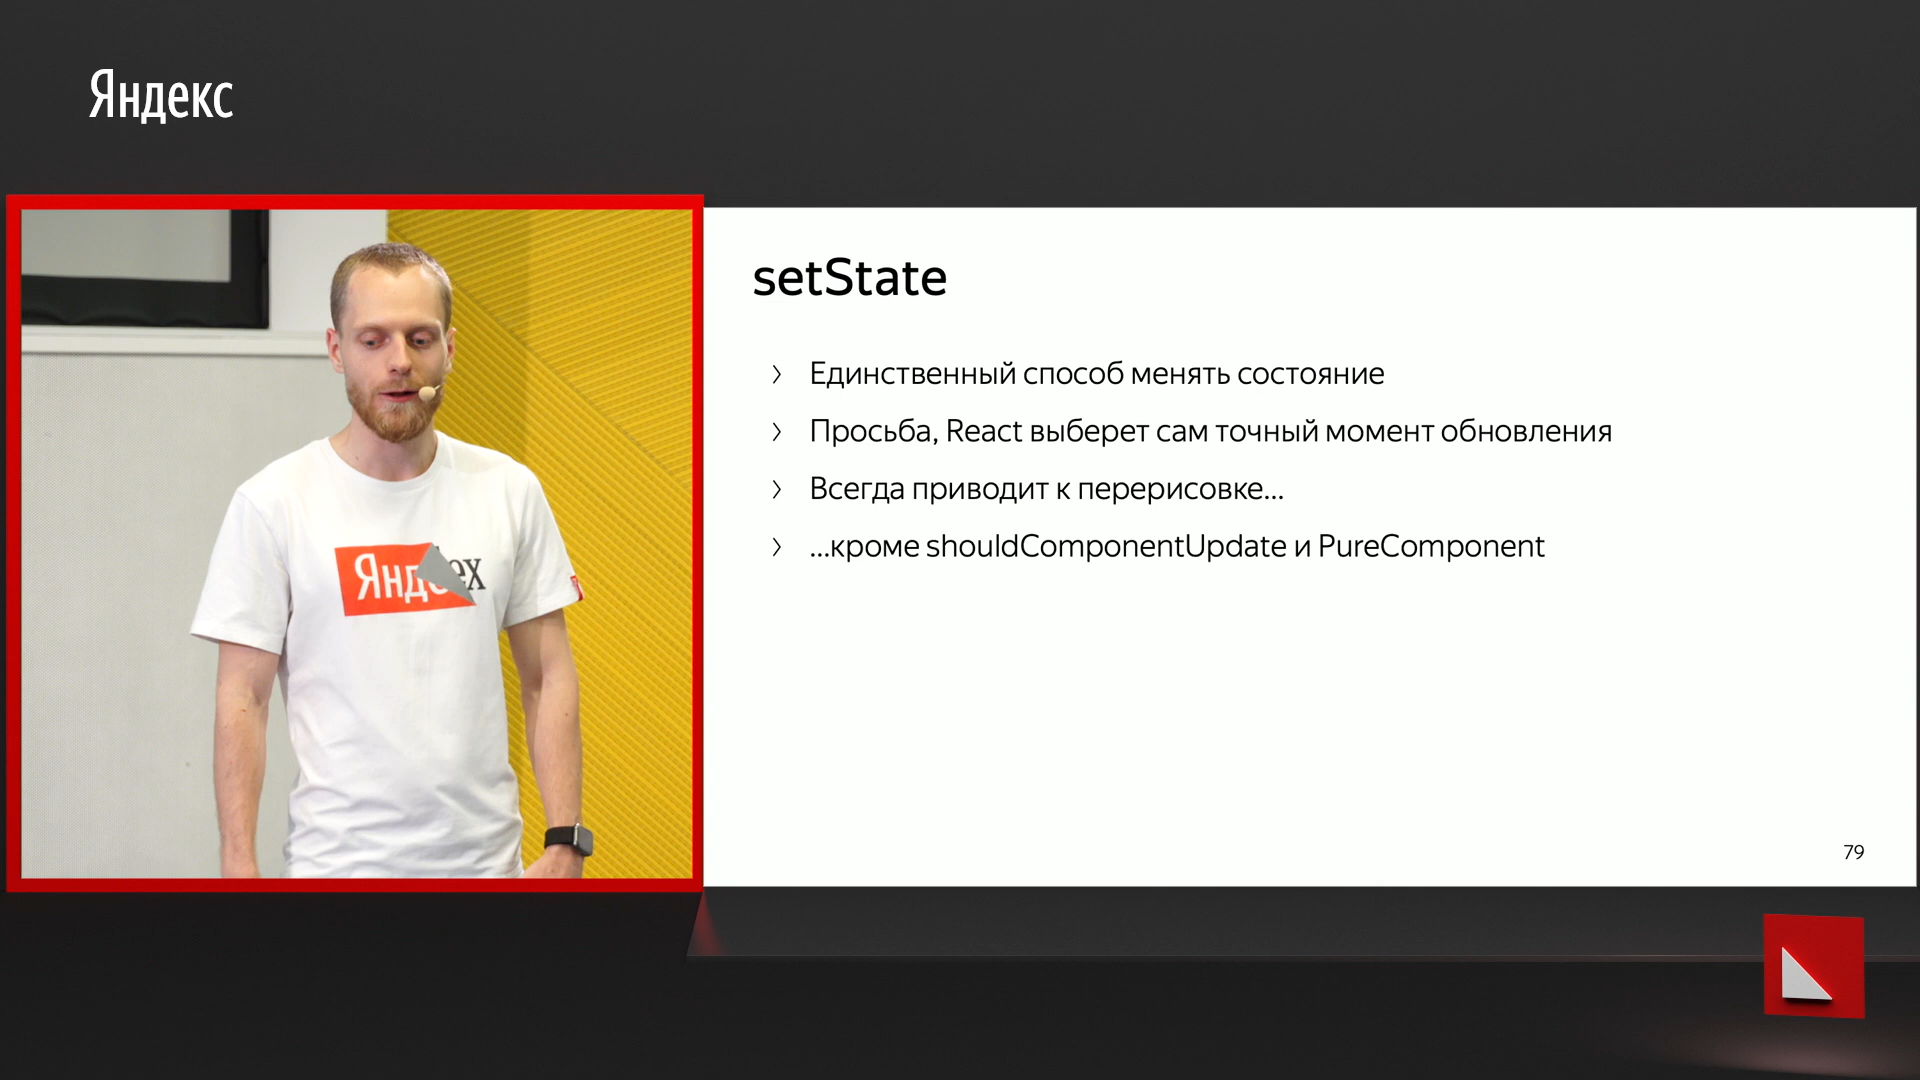 Яндекс
setState
Единственный способ менять состояние
Просьба, React выберет сам точный момент обновления
Всегда приводит к перерисовке...
...кроме shouldComponentUpdate и PureComponent
79
Яндex